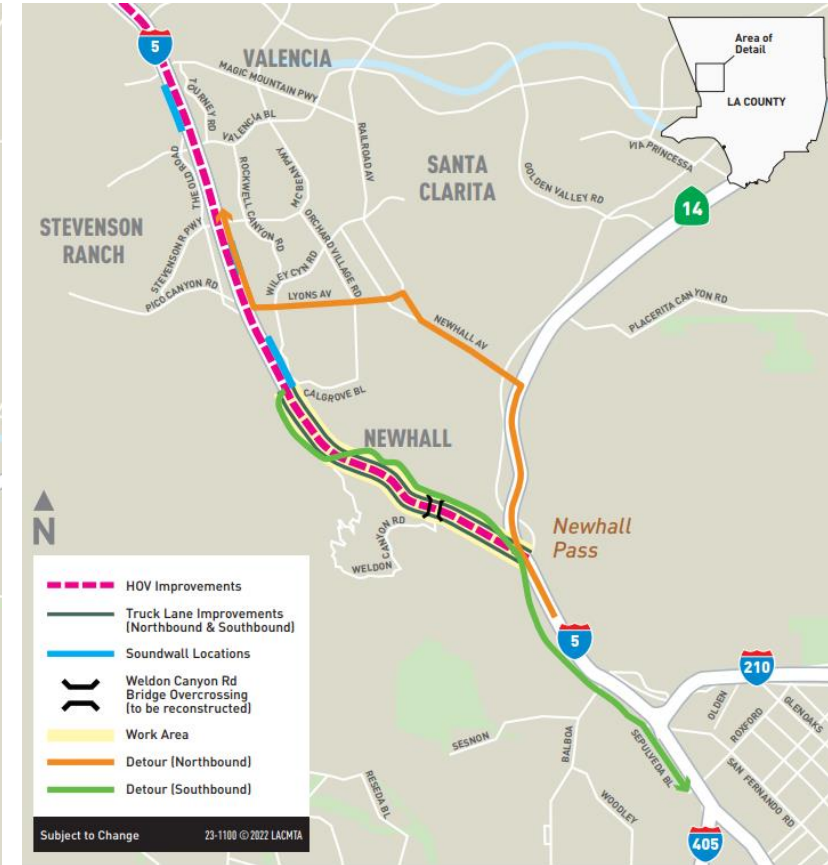 5
VALENCIA
MAGIC MOUNTAIN PWY
TOURNEY RD
VALENCIA BL
THE OLD ROAD
ROCKWELL CANYON RD
MCBEAN PWY
RAILROAD AV
SANTA
CLARITA
GOLDEN VALLEY RD
VIA PRINCESSA
Area of
Detail
LA COUNTY
14
STEVENSON
RANCH
STEVENSON R PWY
PICO CANYON RD
WILEY CYN RD
ORCHARD VILLAGE RD
LYONS AV
NEWHALL AV
PLACERITA CANYON RD
CALGROVE BL
NEWHALL
WELDON
CANYON RD
Newhall
Pass
N
5
210
SESNON
BALBOA
WOODLEY
SEPULVEDA BL
OLDEN
ROXFORD
GLENOAKS
SAN FERNANDO RD
RESEDA BL
405
HOV Improvements
Truck Lane Improvements
(Northbound & Southbound)
Soundwall Locations
Weldon Canyon Rd
Bridge Overcrossing
(to be reconstructed)
Work Area
Detour (Northbound)
Detour (Southbound)
Subject to Change
23-1100 © 2022 LACMTA